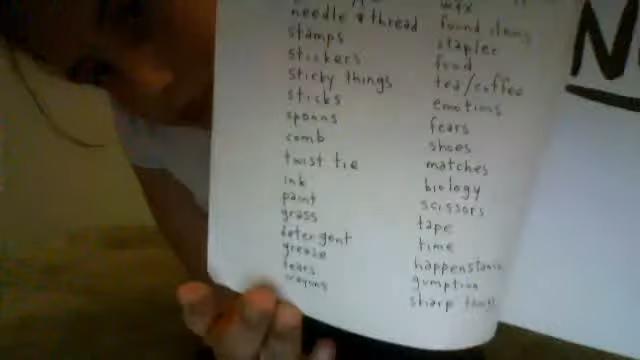 needle & thread
stamps
stickers
sticky things
sticks
spoons
comb
twist tie
ink
paint
grass
detergent
grease
tears
crayons
wax
found items
stapler
food
tea/coffee
emotions
fears
shoes
matches
biology
scissors
tape
time
happenstance
gumption
sharp things
N